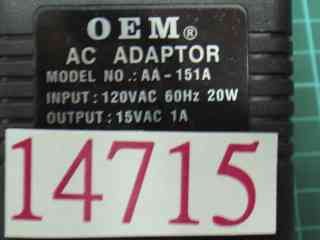 OEM®
AC ADAPTOR
MODEL NO.: AA-151A
INPUT: 120VAC 60Hz 20W
OUTPUT: 15VAC 1A
14715